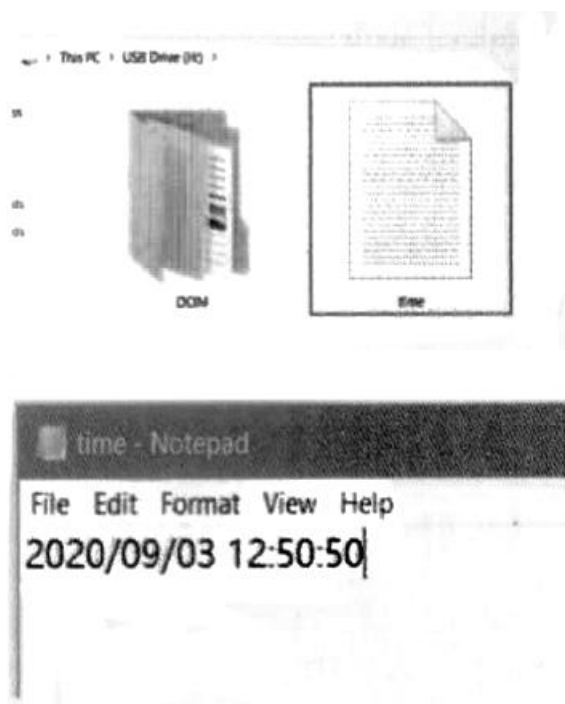 This PC › USB Drive (H:) ›
DCIM
time
time - Notepad
File Edit Format View Help
2020/09/03 12:50:50